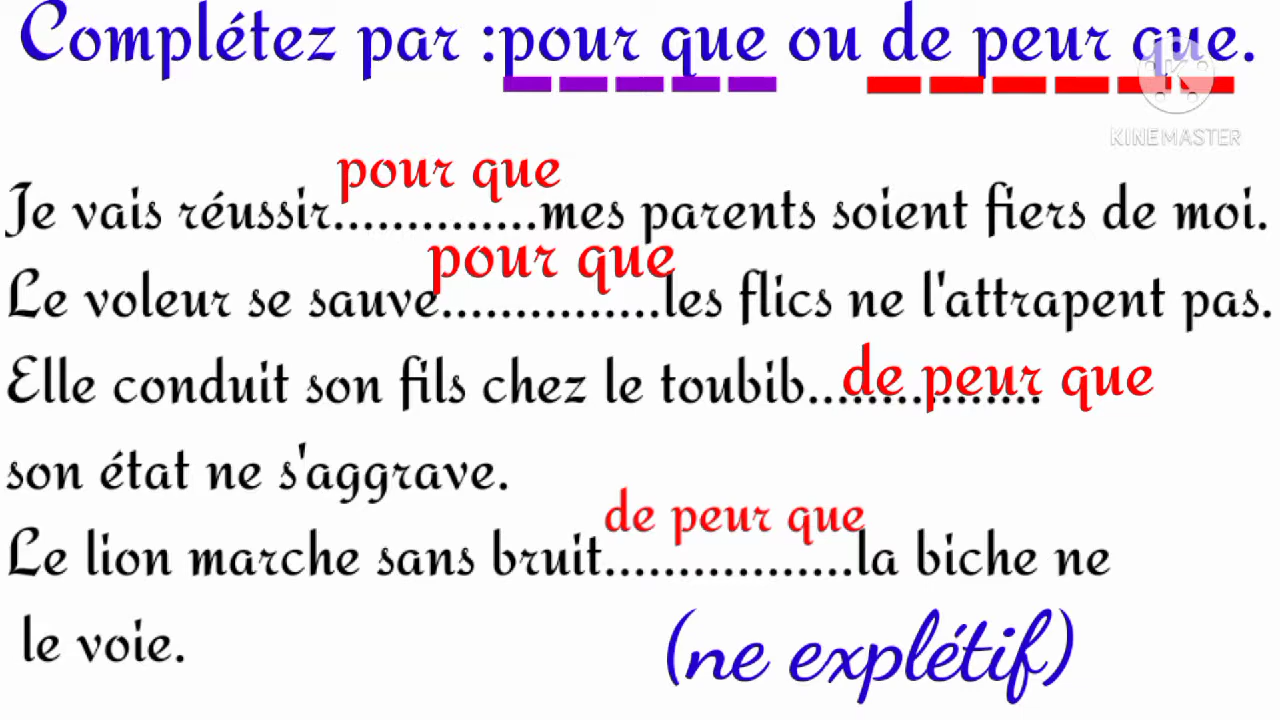 Complétez par :pour que ou de peur que.
KINEMASTER
pour que
Je vais réussir..............mes parents soient fiers de moi.
pour que
Le voleur se sauve...............les flics ne l'attrapent pas.
de peur que
Elle conduit son fils chez le toubib................
son état ne s'aggrave.
de peur que
Le lion marche sans bruit.................la biche ne
le voie.
(ne explétif)